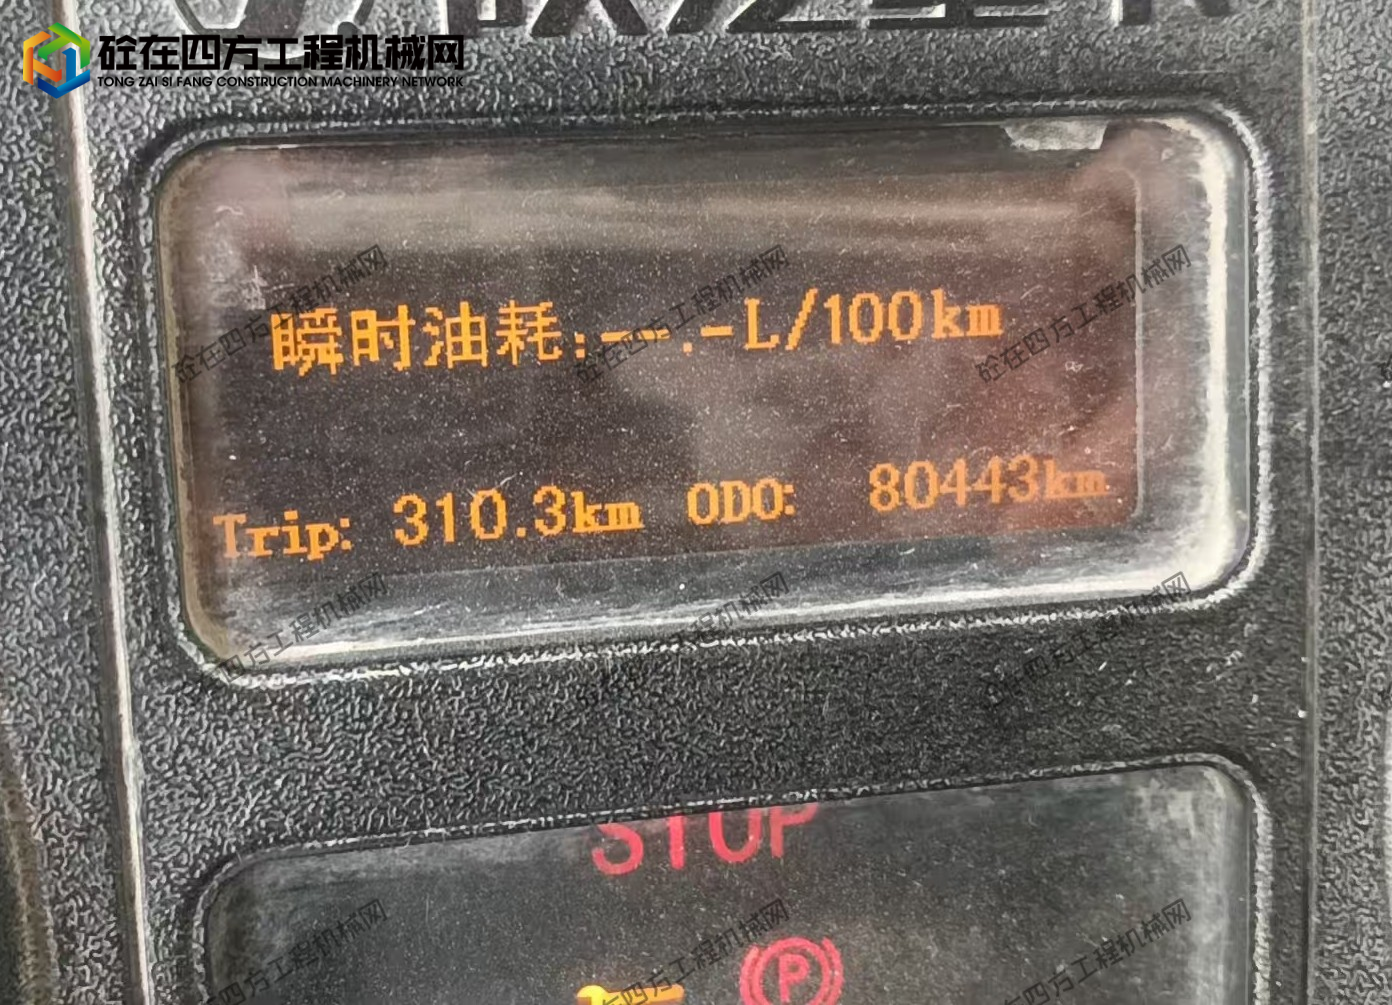 砼在四方工程机械网
TONG ZAI SI FANG CONSTRUCTION MACHINERY NETWORK
瞬时油耗:--.-L/100km
Trip: 310.3km ODO: 80443km
STOP
P